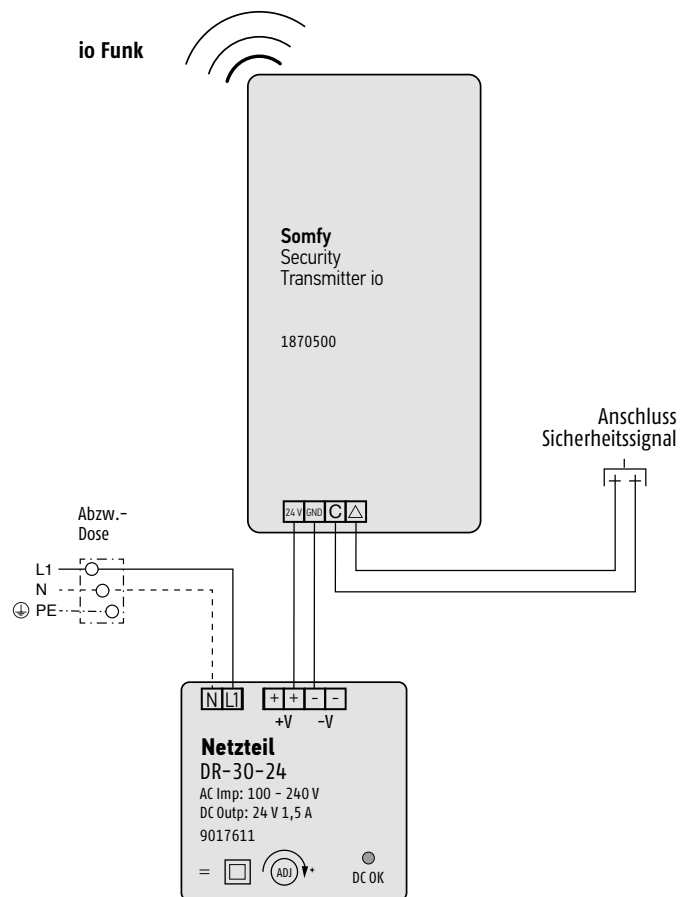 io Funk
Somfy
Security
Transmitter io
1870500
Anschluss
Sicherheitssignal
24 V GND C △
+ +
Abzw.-
Dose
L1
N
PE
N L1 + + - -
+V -V
Netzteil
DR-30-24
AC Imp: 100 - 240 V
DC Outp: 24 V 1,5 A
9017611
= ADJ +
DC OK